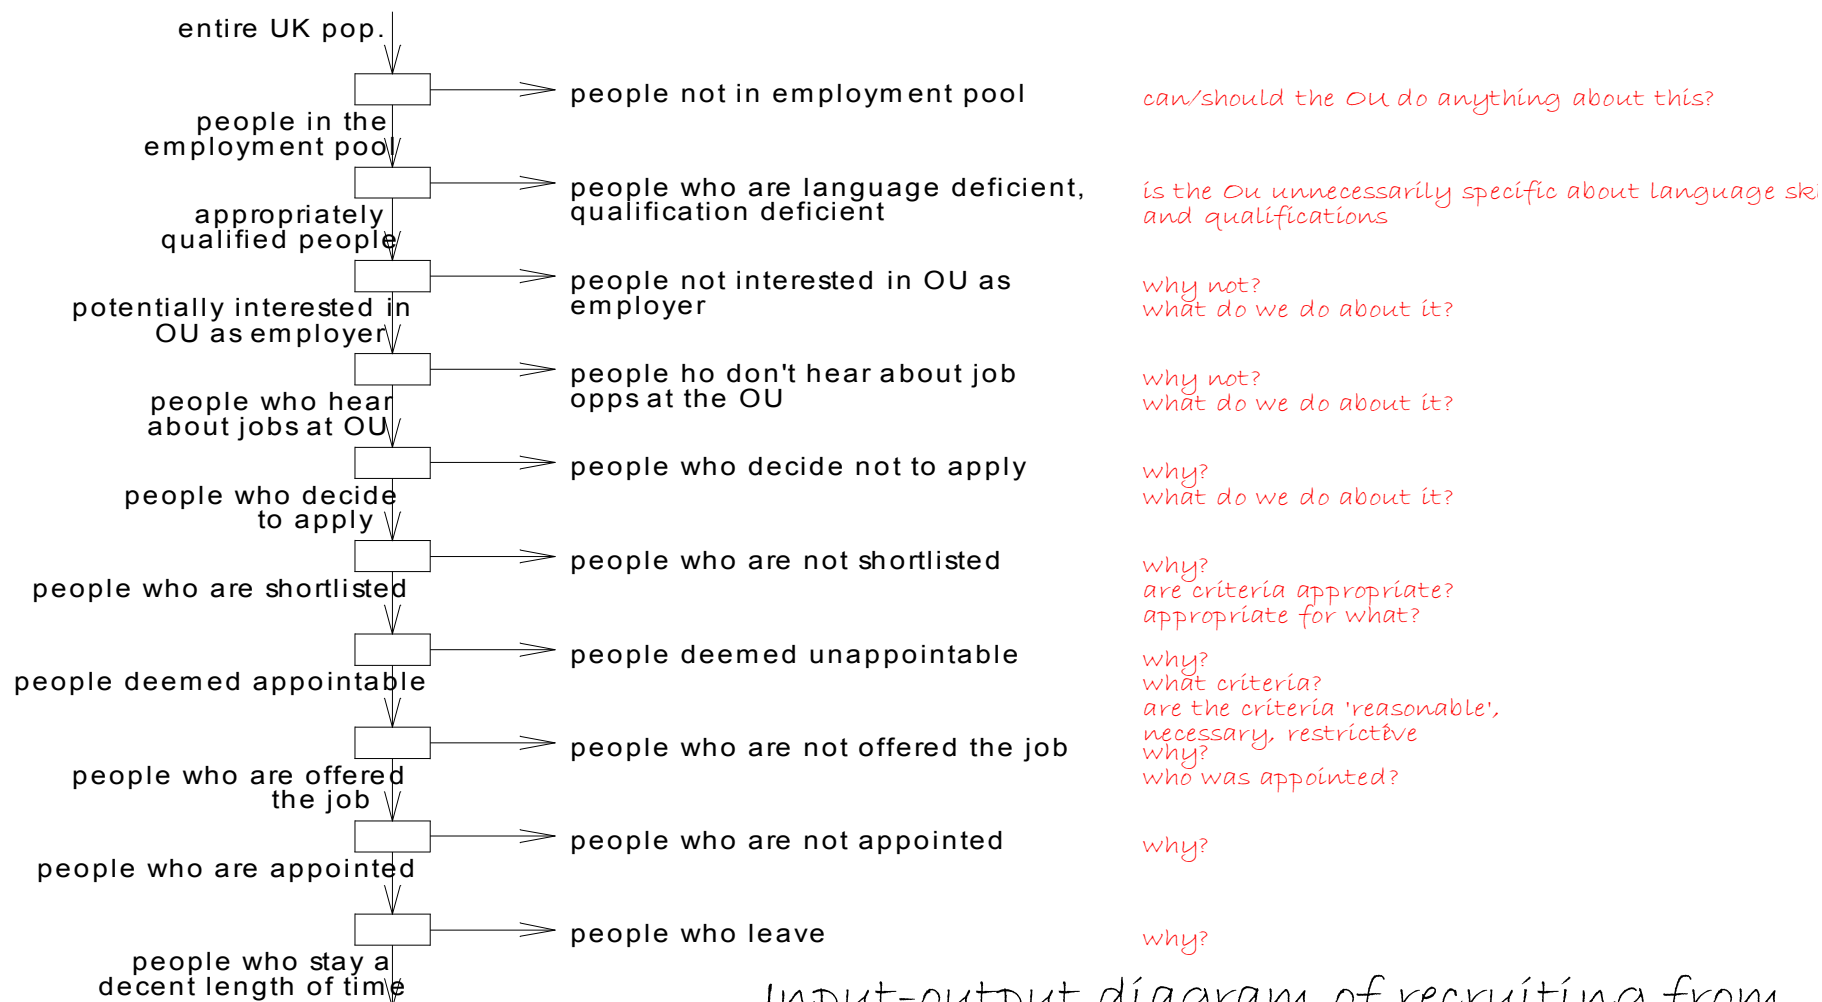 entire UK pop.
people not in employment pool
can/should the OU do anything about this?
people in the
employment pool
people who are language deficient,
qualification deficient
is the Ou unnecessarily specific about language
and qualifications
appropriately
qualified people
people not interested in OU as
employer
why not?
what do we do about it?
potentially interested in
OU as employer
people ho don't hear about job
opps at the OU
why not?
what do we do about it?
people who hear
about jobs at OU
people who decide not to apply
why?
what do we do about it?
people who decide
to apply
people who are not shortlisted
why?
are criteria appropriate?
appropriate for what?
people who are shortlisted
people deemed unappointable
why?
what criteria?
are the criteria 'reasonable',
necessary, restrictive
people deemed appointable
people who are not offered the job
why?
who was appointed?
people who are offered
the job
people who are not appointed
why?
people who are appointed
people who leave
why?
people who stay a
decent length of time
Input-output diagram of recruiting from